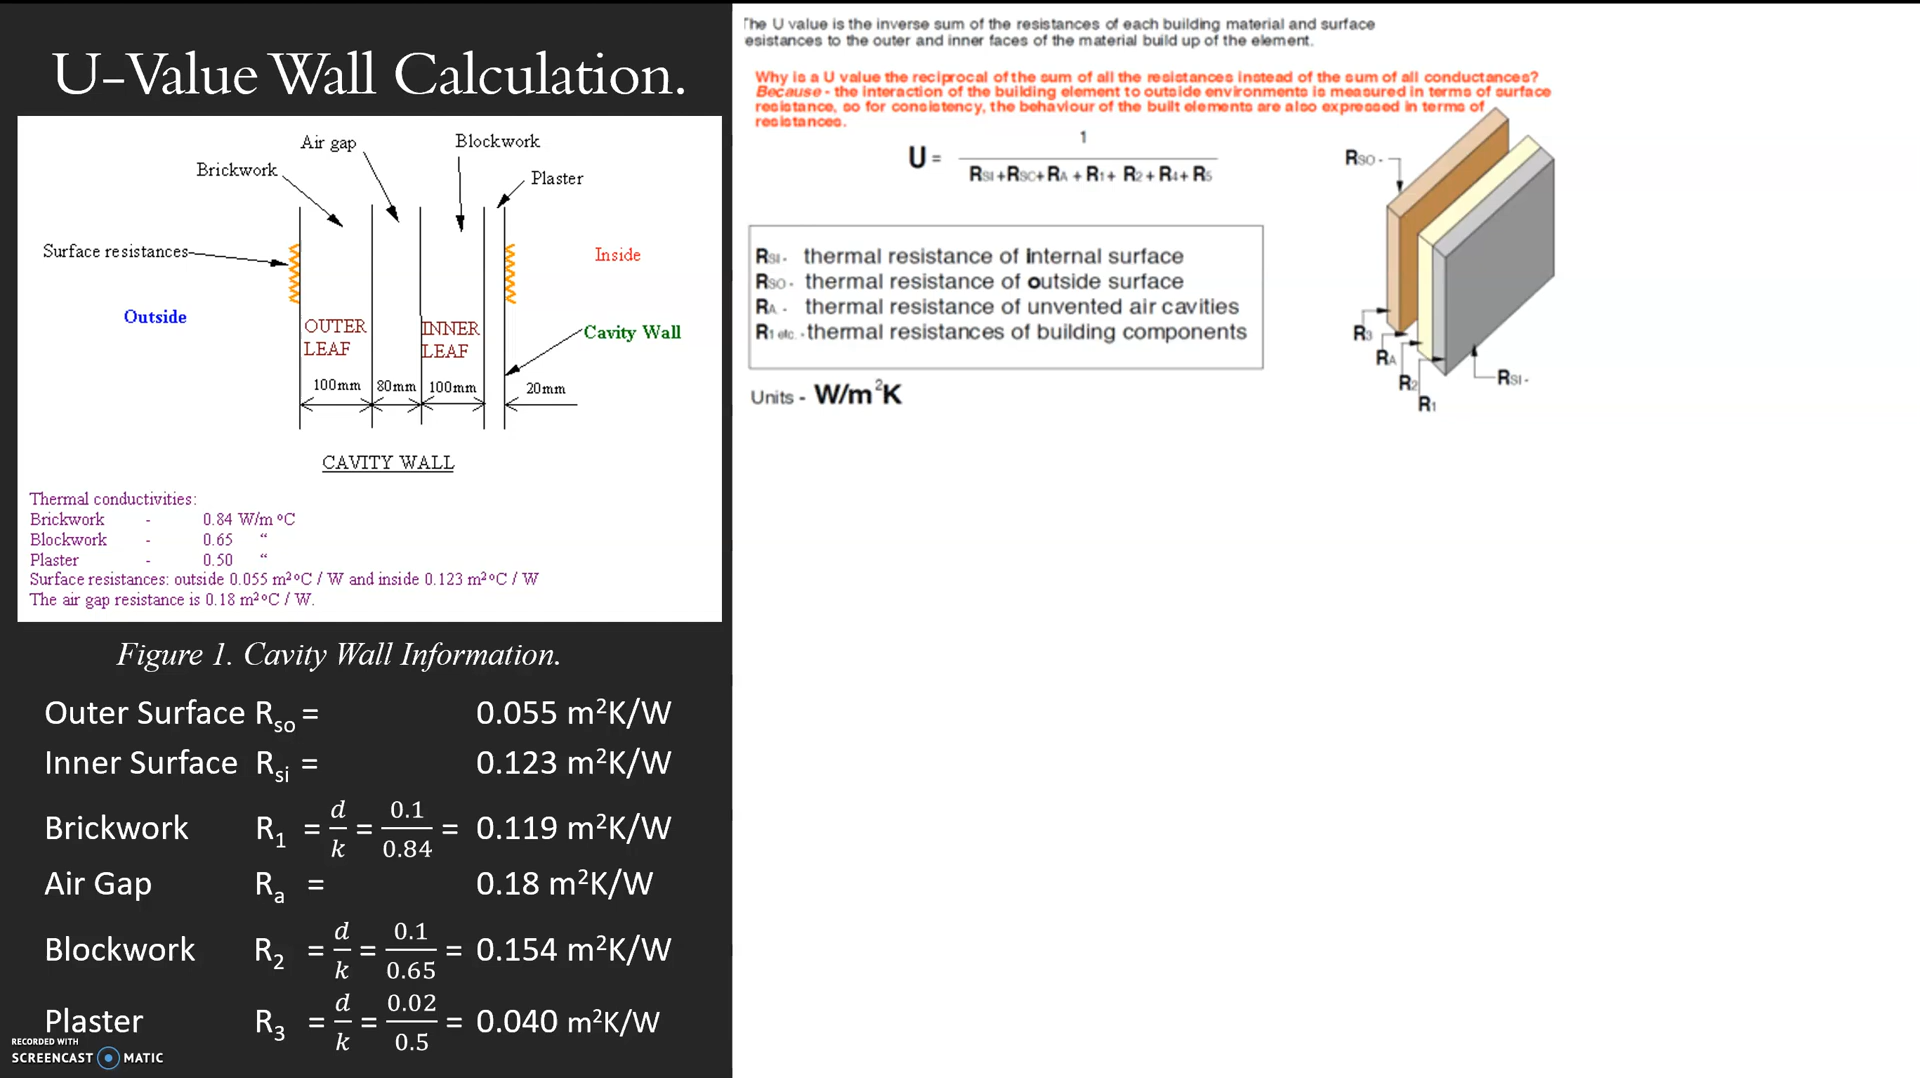 U-Value Wall Calculation.
Air gap
Blockwork
Brickwork
Plaster
Surface resistances
Inside
Outside
OUTER
LEAF
INNER
LEAF
Cavity Wall
100mm
80mm
100mm
20mm
CAVITY WALL
Thermal conductivities:
Brickwork - 0.84 W/m ºC
Blockwork - 0.65 “
Plaster - 0.50 “
Surface resistances: outside 0.055 m²ºC / W and inside 0.123 m²ºC / W
The air gap resistance is 0.18 m²ºC / W.
Figure 1. Cavity Wall Information.
Outer Surface Rso = 0.055 m²K/W
Inner Surface Rsi = 0.123 m²K/W
Brickwork R1 = d/k = 0.1/0.84 = 0.119 m²K/W
Air Gap Ra = 0.18 m²K/W
Blockwork R2 = d/k = 0.1/0.65 = 0.154 m²K/W
Plaster R3 = d/k = 0.02/0.5 = 0.040 m²K/W
RECORDED WITH
SCREENCAST MATIC
The U value is the inverse sum of the resistances of each building material and surface
esistances to the outer and inner faces of the material build up of the element.
Why is a U value the reciprocal of the sum of all the resistances instead of the sum of all conductances?
Because - the interaction of the building element to outside environments is measured in terms of surface
resistance, so for consistency, the behaviour of the built elements are also expressed in terms of
resistances.
U = 1 / RSI+RSO+RA + R1+ R2+ R4+ R5
RSI - thermal resistance of internal surface
RSO - thermal resistance of outside surface
RA - thermal resistance of unvented air cavities
R1 etc. - thermal resistances of building components
Units - W/m²K
RSO -
R3
RA
R2
R1
RSI -